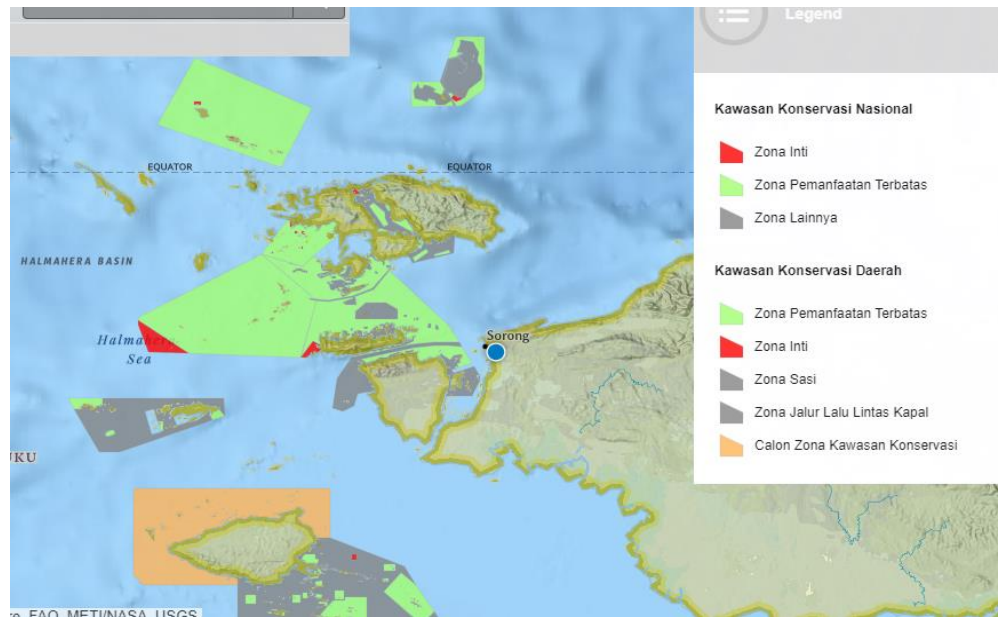 Legend
EQUATOR
EQUATOR
HALMAHERA BASIN
Halmahera
Sea
Sorong
UKU
FAO, METI/NASA, USGS
Kawasan Konservasi Nasional
Zona Inti
Zona Pemanfaatan Terbatas
Zona Lainnya
Kawasan Konservasi Daerah
Zona Pemanfaatan Terbatas
Zona Inti
Zona Sasi
Zona Jalur Lalu Lintas Kapal
Calon Zona Kawasan Konservasi